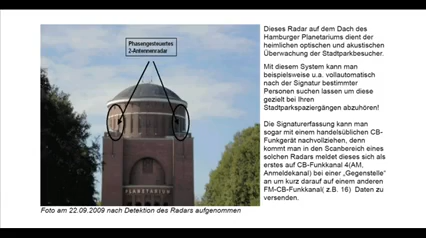 Phasengesteuertes
2-Antennenradar
PLANETARIUM
Foto am 22.09.2009 nach Detektion des Radars aufgenommen
Dieses Radar auf dem Dach des
Hamburger Planetariums dient der
heimlichen optischen und akustischen
Überwachung der Stadtparkbesucher.
Mit diesem System kann man
beispielsweise u.a. vollautomatisch
nach der Signatur bestimmter
Personen suchen lassen um diese
gezielt bei Ihren
Stadtparkspaziergängen abzuhören!
Die Signaturerfassung kann man
sogar mit einem handelsüblichen CB-
Funkgerät nachvollziehen, denn
kommt man in den Scanbereich eines
solchen Radars meldet dieses sich als
erstes auf CB-Funkkanal 4(AM,
Anmeldekanal) bei einer „Gegenstelle“
an um kurz darauf auf einem anderen
FM-CB-Funkkanal( z.B. 16) Daten zu
versenden.